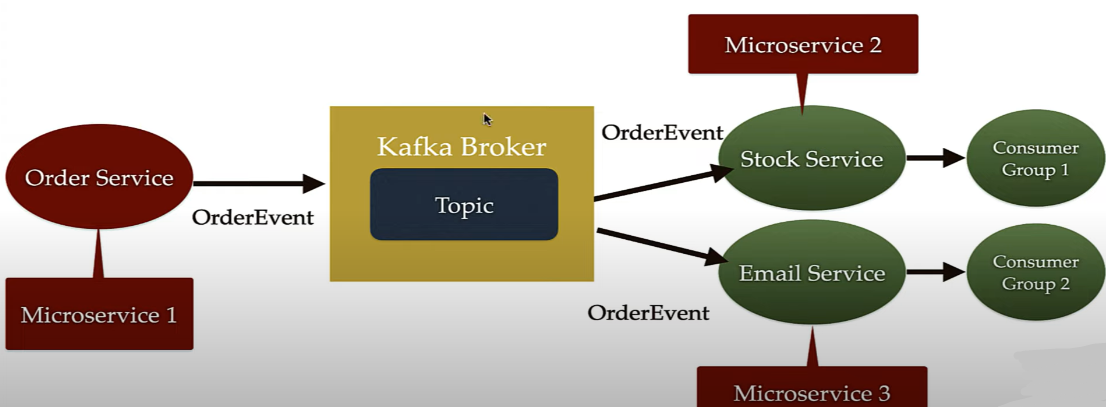 Microservice 2
OrderEvent
Kafka Broker
Topic
Order Service
OrderEvent
Stock Service
Consumer
Group 1
Email Service
Consumer
Group 2
OrderEvent
Microservice 1
Microservice 3